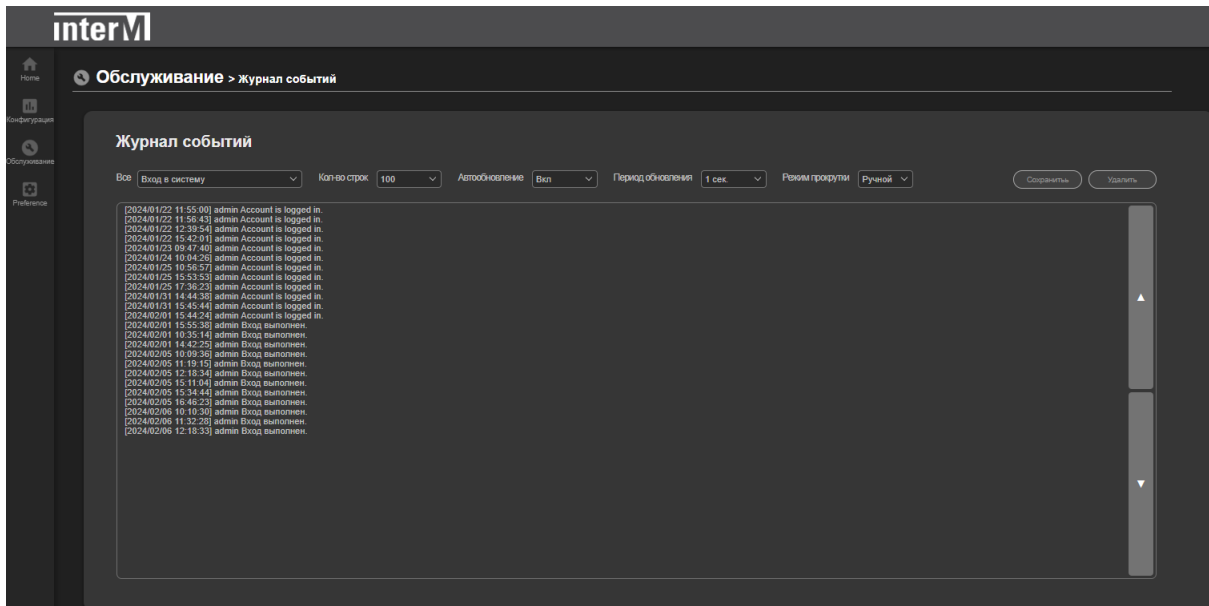 interM
Home
Обслуживание > Журнал событий
Конфигурация
Обслуживание
Preference
Журнал событий
Все Вход в систему Кол-во строк 100 Автообновление Вкл Период обновления 1 сек. Режим прокрутки Ручной Сохранитьь Удалить
[2024/01/22 11:55:00] admin Account is logged in.
[2024/01/22 11:56:43] admin Account is logged in.
[2024/01/22 12:39:54] admin Account is logged in.
[2024/01/22 15:42:01] admin Account is logged in.
[2024/01/23 09:47:40] admin Account is logged in.
[2024/01/24 10:04:26] admin Account is logged in.
[2024/01/25 10:56:57] admin Account is logged in.
[2024/01/25 15:53:53] admin Account is logged in.
[2024/01/25 17:36:23] admin Account is logged in.
[2024/01/31 14:44:38] admin Account is logged in.
[2024/01/31 15:45:44] admin Account is logged in.
[2024/02/01 15:44:24] admin Account is logged in.
[2024/02/01 15:55:38] admin Вход выполнен.
[2024/02/01 10:35:14] admin Вход выполнен.
[2024/02/01 14:42:25] admin Вход выполнен.
[2024/02/05 10:09:36] admin Вход выполнен.
[2024/02/05 11:19:15] admin Вход выполнен.
[2024/02/05 12:18:34] admin Вход выполнен.
[2024/02/05 15:11:04] admin Вход выполнен.
[2024/02/05 15:34:44] admin Вход выполнен.
[2024/02/05 16:46:23] admin Вход выполнен.
[2024/02/06 10:10:30] admin Вход выполнен.
[2024/02/06 11:32:28] admin Вход выполнен.
[2024/02/06 12:18:33] admin Вход выполнен.